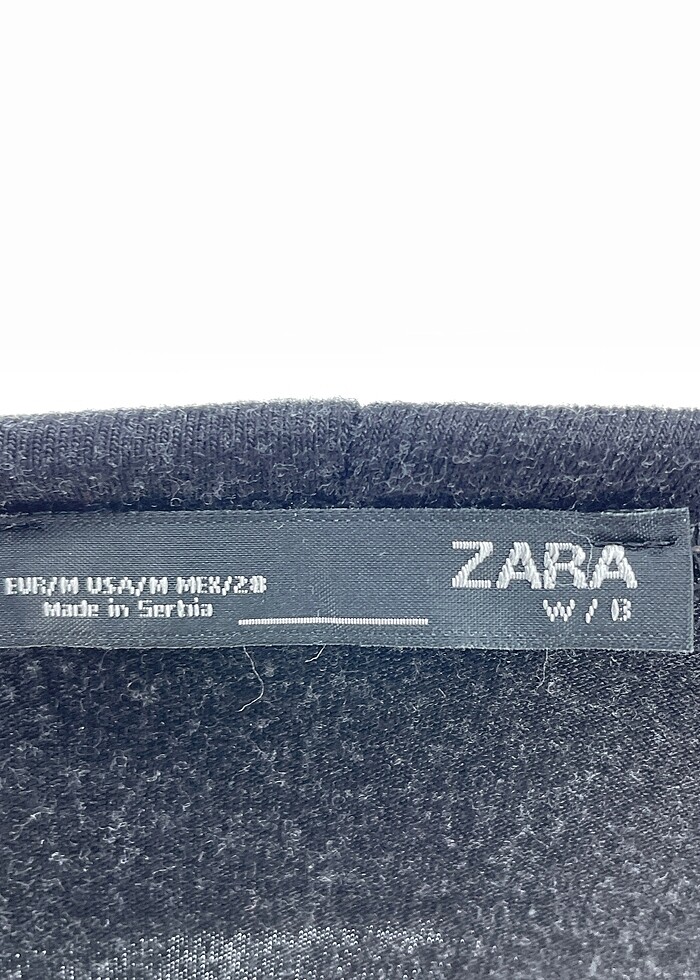 EUR/M USA/M MEX/28
Made in Serbia
ZARA
W / B